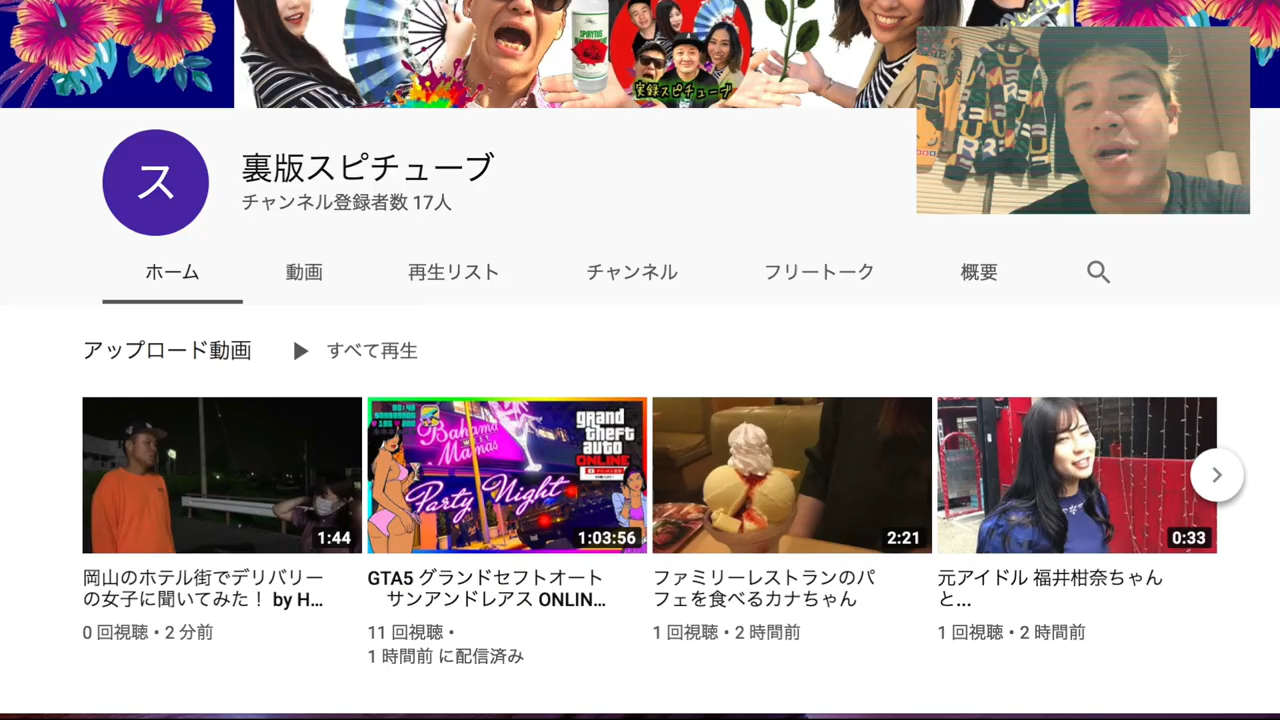 SPIRYTUS
実録スピチューブ
ス
裏版スピチューブ
チャンネル登録者数 17人
ホーム
動画
再生リスト
チャンネル
フリートーク
概要
アップロード動画
すべて再生
1:44
Bahama
Mamas
Party Night
grand
theft
auto
ONLINE
1:03:56
2:21
0:33
岡山のホテル街でデリバリー
の女子に聞いてみた! by H...
0 回視聴・2 分前
GTA5 グランドセフトオート
サンアンドレアス ONLIN...
11 回視聴・
1 時間前 に配信済み
ファミリーレストランのパ
フェを食べるカナちゃん
1 回視聴・2 時間前
元アイドル 福井柑奈ちゃん
と...
1 回視聴・2 時間前